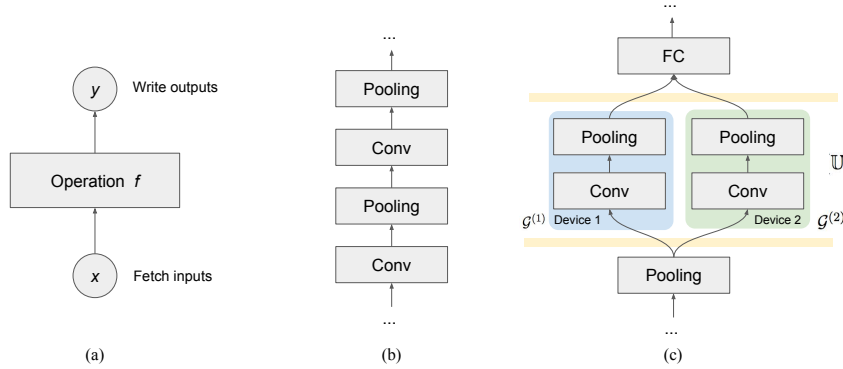 y Write outputs
Operation f
x Fetch inputs
(a)
...
Pooling
Conv
Pooling
Conv
...
(b)
...
FC
Pooling Pooling
𝕌
Conv Conv
𝒢⁽¹⁾ Device 1 Device 2 𝒢⁽²⁾
Pooling
...
(c)